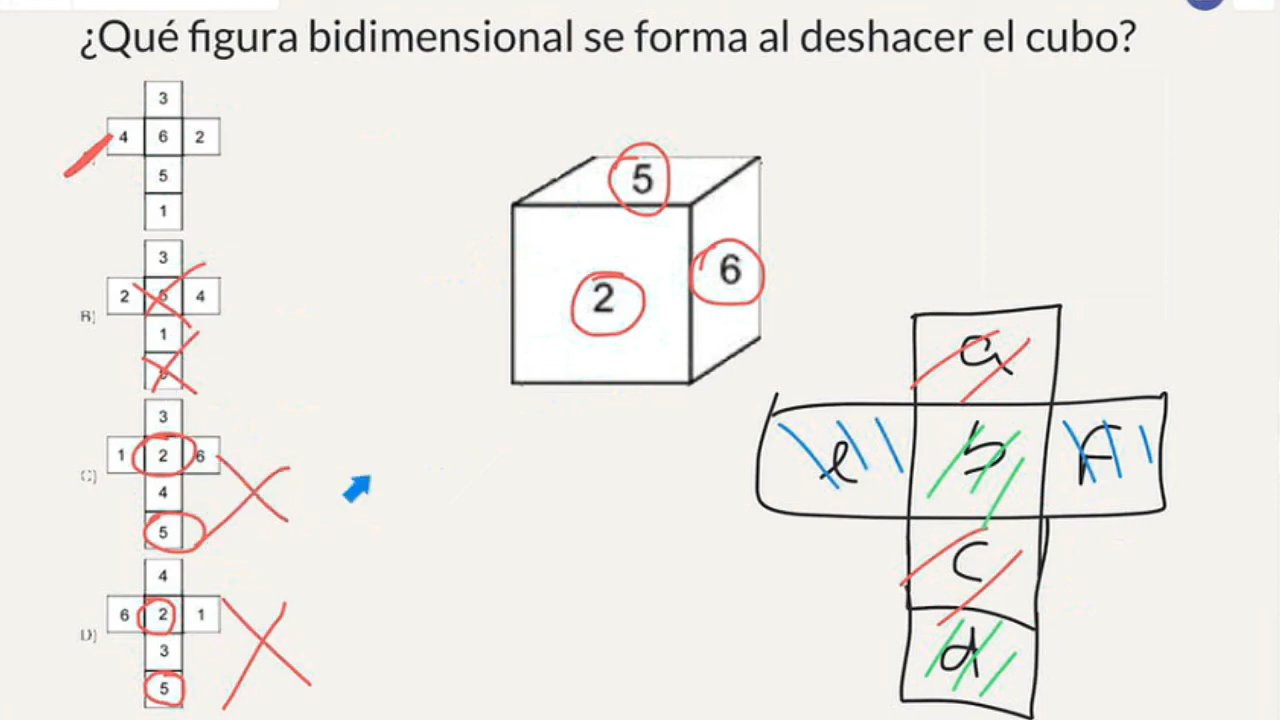 ¿Qué figura bidimensional se forma al deshacer el cubo?
3
4 6 2
5
1
3
B) 2 4
1
3
C) 1 2 6
4
5
4
D) 6 2 1
3
5
5
2 6
a
e b f
c
d